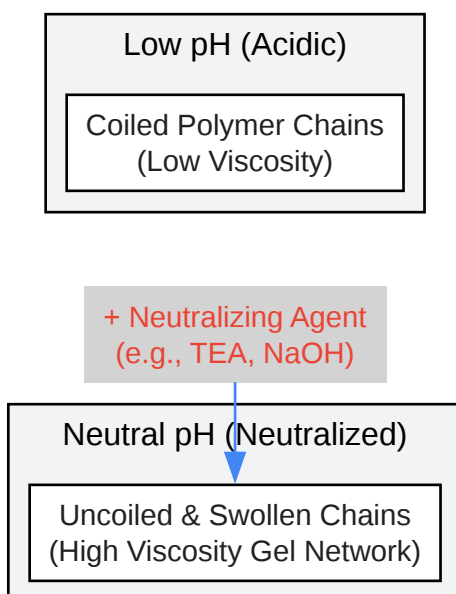 Low pH (Acidic)
Coiled Polymer Chains
(Low Viscosity)
+ Neutralizing Agent
(e.g., TEA, NaOH)
Neutral pH (Neutralized)
Uncoiled & Swollen Chains
(High Viscosity Gel Network)